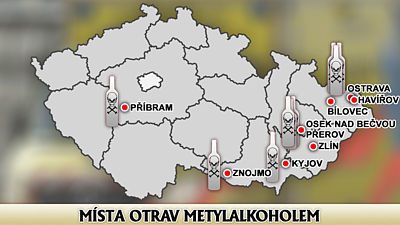 OSTRAVA
HAVÍŘOV
BÍLOVEC
PŘÍBRAM
OSEK NAD BEČVOU
PŘEROV
ZLÍN
KYJOV
ZNOJMO
MÍSTA OTRAV METYLALKOHOLEM